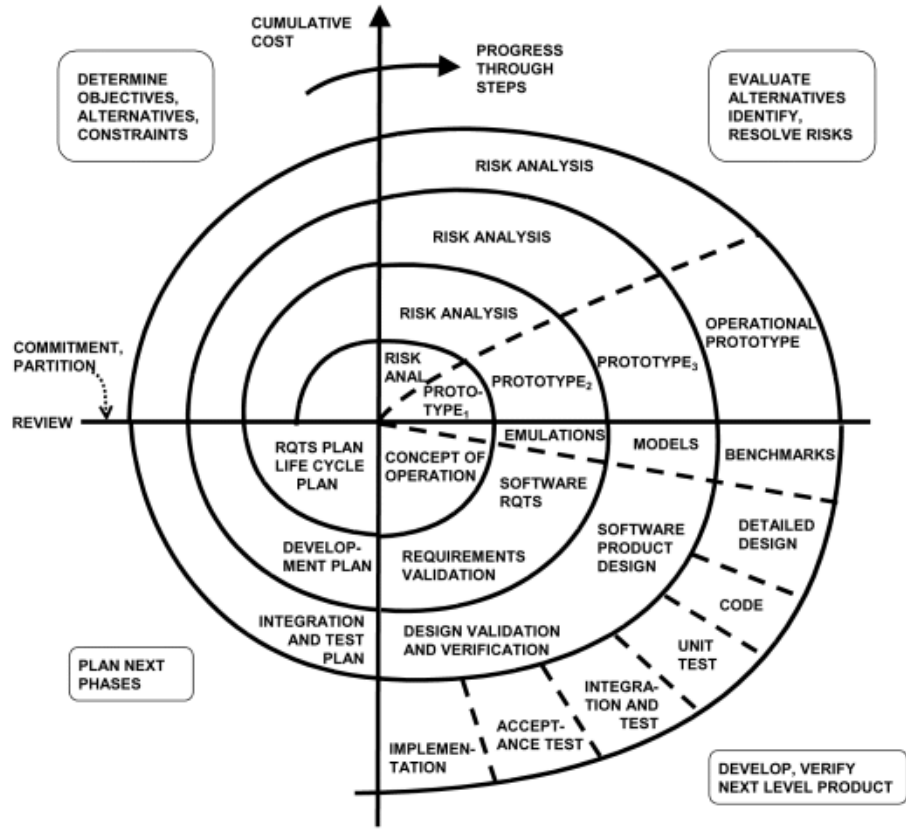 CUMULATIVE
COST
PROGRESS
THROUGH
STEPS
DETERMINE
OBJECTIVES,
ALTERNATIVES,
CONSTRAINTS
EVALUATE
ALTERNATIVES
IDENTIFY,
RESOLVE RISKS
RISK ANALYSIS
RISK ANALYSIS
RISK ANALYSIS
RISK
ANAL.
PROTO-
TYPE₁
PROTOTYPE₂
PROTOTYPE₃
OPERATIONAL
PROTOTYPE
COMMITMENT,
PARTITION
REVIEW
RQTS PLAN
LIFE CYCLE
PLAN
CONCEPT OF
OPERATION
EMULATIONS
MODELS
BENCHMARKS
SOFTWARE
RQTS
SOFTWARE
PRODUCT
DESIGN
DETAILED
DESIGN
DEVELOP-
MENT PLAN
REQUIREMENTS
VALIDATION
CODE
INTEGRATION
AND TEST
PLAN
DESIGN VALIDATION
AND VERIFICATION
UNIT
TEST
INTEGRA-
TION AND
TEST
ACCEPT-
ANCE TEST
IMPLEMEN-
TATION
PLAN NEXT
PHASES
DEVELOP, VERIFY
NEXT LEVEL PRODUCT